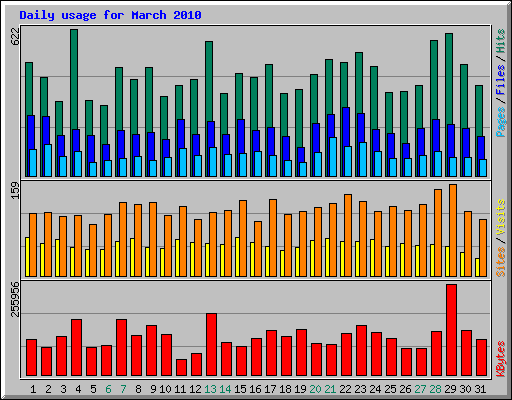 Daily usage for March 2010
622
Pages/Files/Hits
159
Sites/Visits
255956
KBytes
1 2 3 4 5 6 7 8 9 10 11 12 13 14 15 16 17 18 19 20 21 22 23 24 25 26 27 28 29 30 31